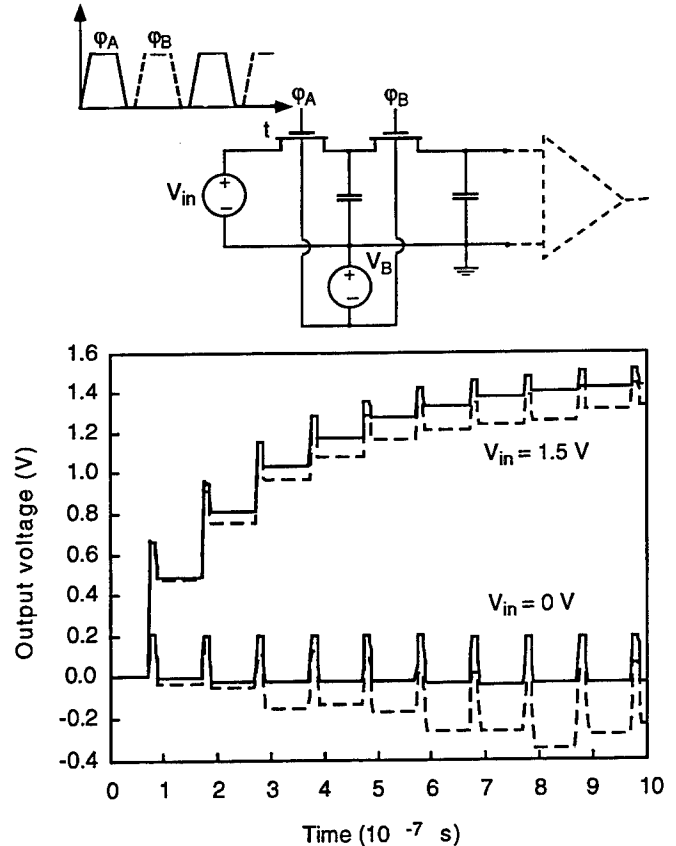 φA φB
t
φA φB
Vin
+
−
VB
+
−
Output voltage (V)
1.6
1.4
1.2
1.0
0.8
0.6
0.4
0.2
0.0
-0.2
-0.4
Vin = 1.5 V
Vin = 0 V
0 1 2 3 4 5 6 7 8 9 10
Time (10 -7 s)